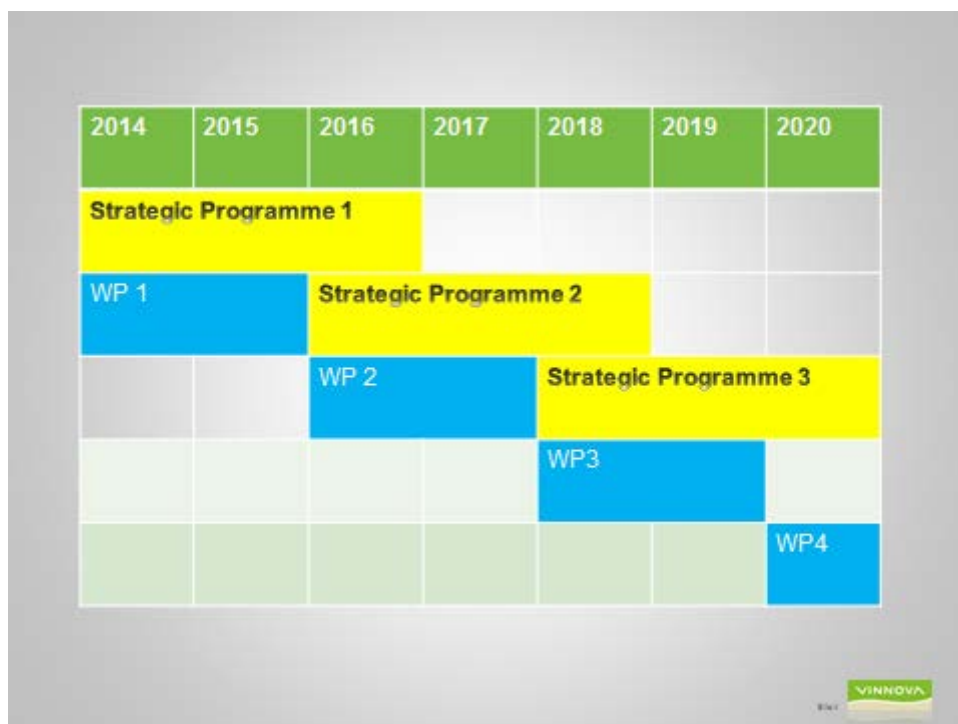 2014 2015 2016 2017 2018 2019 2020
Strategic Programme 1
WP 1 Strategic Programme 2
WP 2 Strategic Programme 3
WP3
WP4
VINNOVA